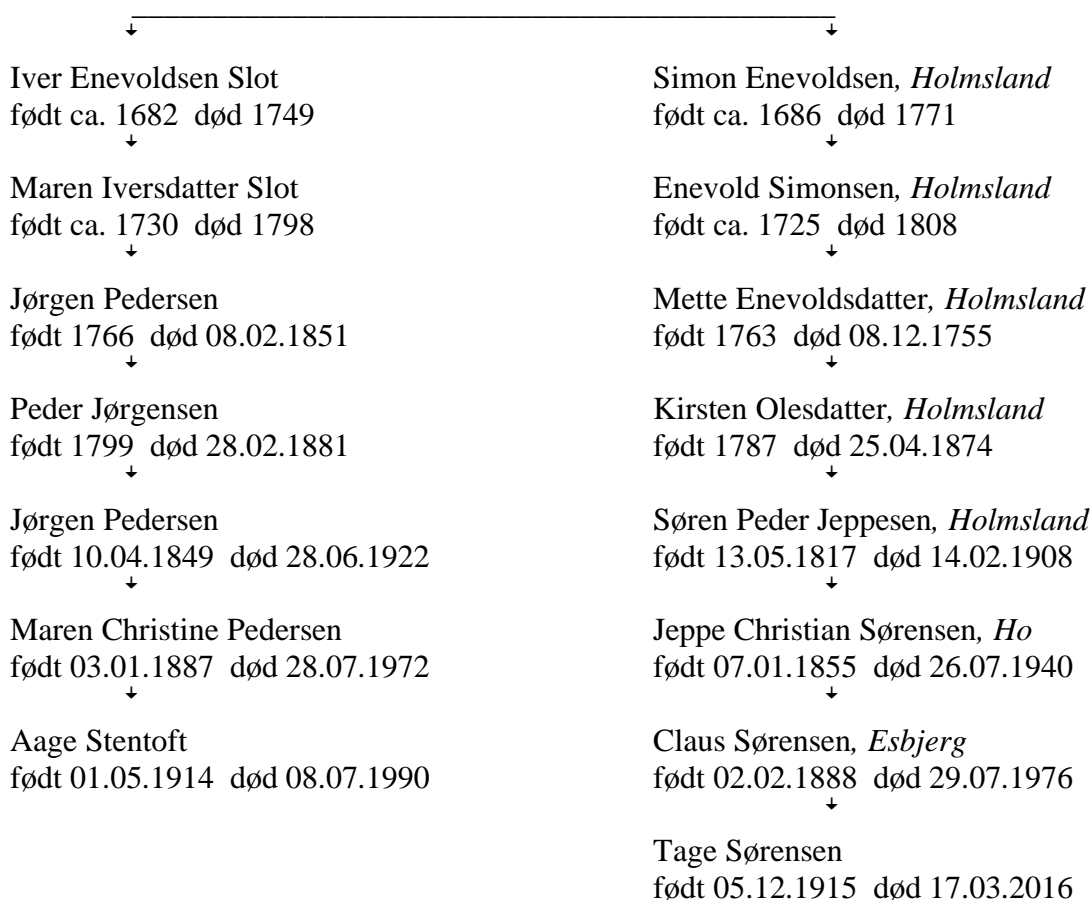 Iver Enevoldsen Slot
født ca. 1682 død 1749
Maren Iversdatter Slot
født ca. 1730 død 1798
Jørgen Pedersen
født 1766 død 08.02.1851
Peder Jørgensen
født 1799 død 28.02.1881
Jørgen Pedersen
født 10.04.1849 død 28.06.1922
Maren Christine Pedersen
født 03.01.1887 død 28.07.1972
Aage Stentoft
født 01.05.1914 død 08.07.1990
Simon Enevoldsen, Holmsland
født ca. 1686 død 1771
Enevold Simonsen, Holmsland
født ca. 1725 død 1808
Mette Enevoldsdatter, Holmsland
født 1763 død 08.12.1755
Kirsten Olesdatter, Holmsland
født 1787 død 25.04.1874
Søren Peder Jeppesen, Holmsland
født 13.05.1817 død 14.02.1908
Jeppe Christian Sørensen, Ho
født 07.01.1855 død 26.07.1940
Claus Sørensen, Esbjerg
født 02.02.1888 død 29.07.1976
Tage Sørensen
født 05.12.1915 død 17.03.2016